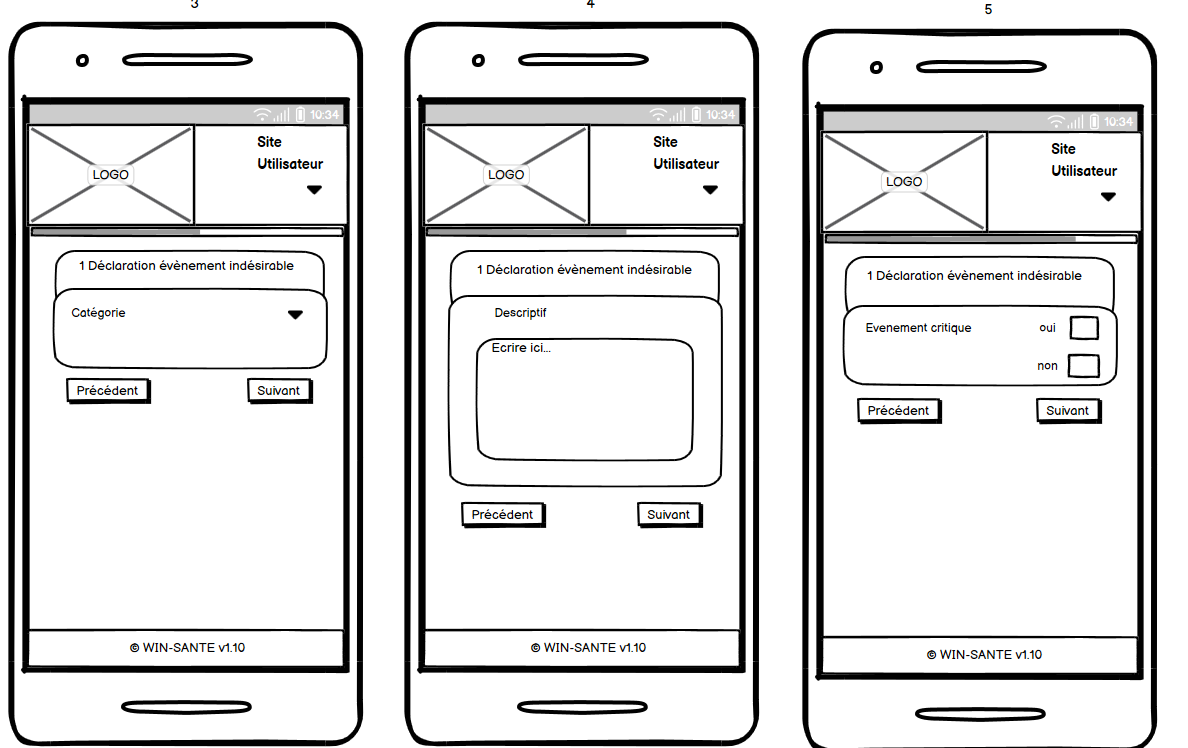 3
10:34
LOGO
Site
Utilisateur
1 Déclaration évènement indésirable
Catégorie
Précédent
Suivant
© WIN-SANTE v1.10
4
10:34
LOGO
Site
Utilisateur
1 Déclaration évènement indésirable
Descriptif
Ecrire ici...
Précédent
Suivant
© WIN-SANTE v1.10
5
10:34
LOGO
Site
Utilisateur
1 Déclaration évènement indésirable
Evenement critique
oui
non
Précédent
Suivant
© WIN-SANTE v1.10